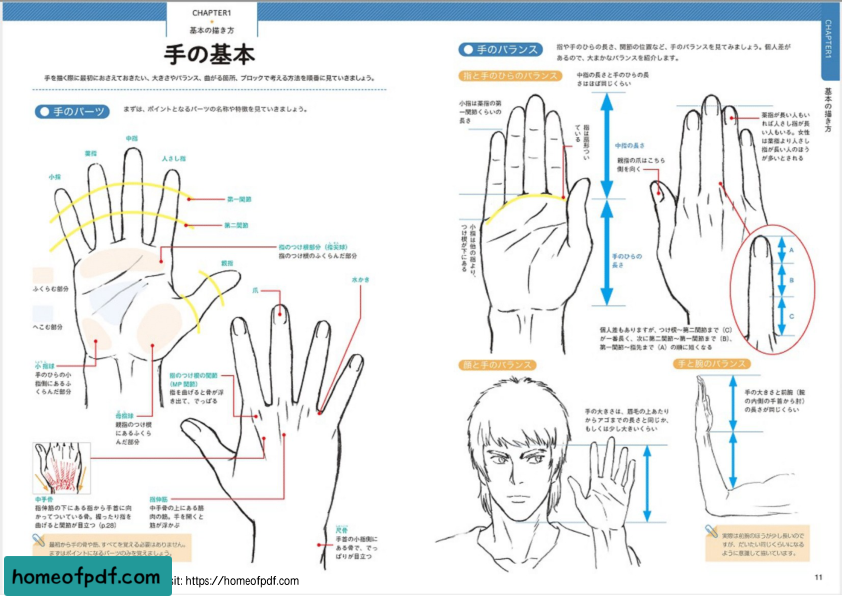 CHAPTER1
基本の描き方
手の基本
手を描く際に最初におさえておきたい、大きさやバランス、曲がる箇所、ブロックで考える方法を順番に見ていきましょう。
手のパーツ
まずは、ポイントとなるパーツの名称や特徴を見ていきましょう。
小指
薬指
中指
人さし指
第一関節
第二関節
親指
指のつけ根部分（指尖球）
指のつけ根のふくらんだ部分
ふくらむ部分
へこむ部分
爪
水かき
小指球
手のひらの小
指側にあるふ
くらんだ部分
母指球
親指のつけ根
にあるふくら
んだ部分
指のつけ根の関節
（MP関節）
指を曲げると骨が浮
き出て、でっぱる
中手骨
指伸筋の下にある指から手首に向
かてついている骨。握ったり指を
曲げると関節が目立つ（p.28）
指伸筋
中手骨の上にある筋
肉の筋。手を開くと
筋が浮かぶ
尺骨
手首の小指側に
ある骨で、でっ
ぱりが目立つ
最初から手の骨や筋、すべてを覚える必要はありません。
まずはポイントになるパーツのみを覚えましょう。
手のバランス
指や手のひらの長さ、関節の位置など、手のバランスを見てみましょう。個人差が
あるので、大まかなバランスを紹介します。
指と手のひらのバランス
中指の長さと手のひらの長
さはほぼ同じくらい
小指は薬指の第
一関節くらいの
長さ
指は扇形につい
ている
中指の長さ
親指の爪はこちら
側を向く
薬指が長い人もい
れば人さし指が長
い人もいる。女性
は薬指より人さし
指が長い人のほう
が多いとされる
小指は他の指より、
つけ根が下にある
手のひらの
長さ
A
B
C
個人差もありますが、つけ根〜第二関節まで（C）
が一番長く、次に第二関節〜第一関節まで（B）、
第一関節〜指先まで（A）の順に短くなる
顔と手のバランス
手の大きさは、眉毛の上あたり
からアゴまでの長さと同じか、
もしくは少し大きいくらい
手と腕のバランス
手の大きさと前腕（腕
の内側の手首から肘）
の長さが同じくらい
実際は前腕のほうが少し長いので
すが、だいたい同じくらいになる
ように意識して描いています。
CHAPTER1
基本の描き方
11
homeofpdf.com
sit: https://homeofpdf.com